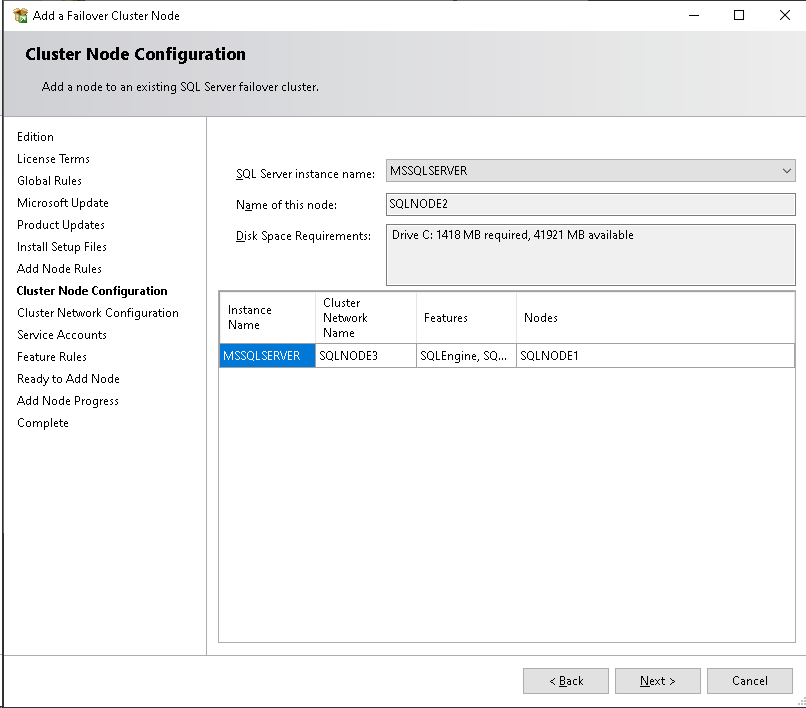 Add a Failover Cluster Node
Cluster Node Configuration
Add a node to an existing SQL Server failover cluster.
Edition
License Terms
Global Rules
Microsoft Update
Product Updates
Install Setup Files
Add Node Rules
Cluster Node Configuration
Cluster Network Configuration
Service Accounts
Feature Rules
Ready to Add Node
Add Node Progress
Complete
SQL Server instance name:
MSSQLSERVER
Name of this node:
SQLNODE2
Disk Space Requirements:
Drive C: 1418 MB required, 41921 MB available
Instance
Name
Cluster
Network
Name
Features
Nodes
MSSQLSERVER
SQLNODE3
SQLEngine, SQ...
SQLNODE1
< Back
Next >
Cancel